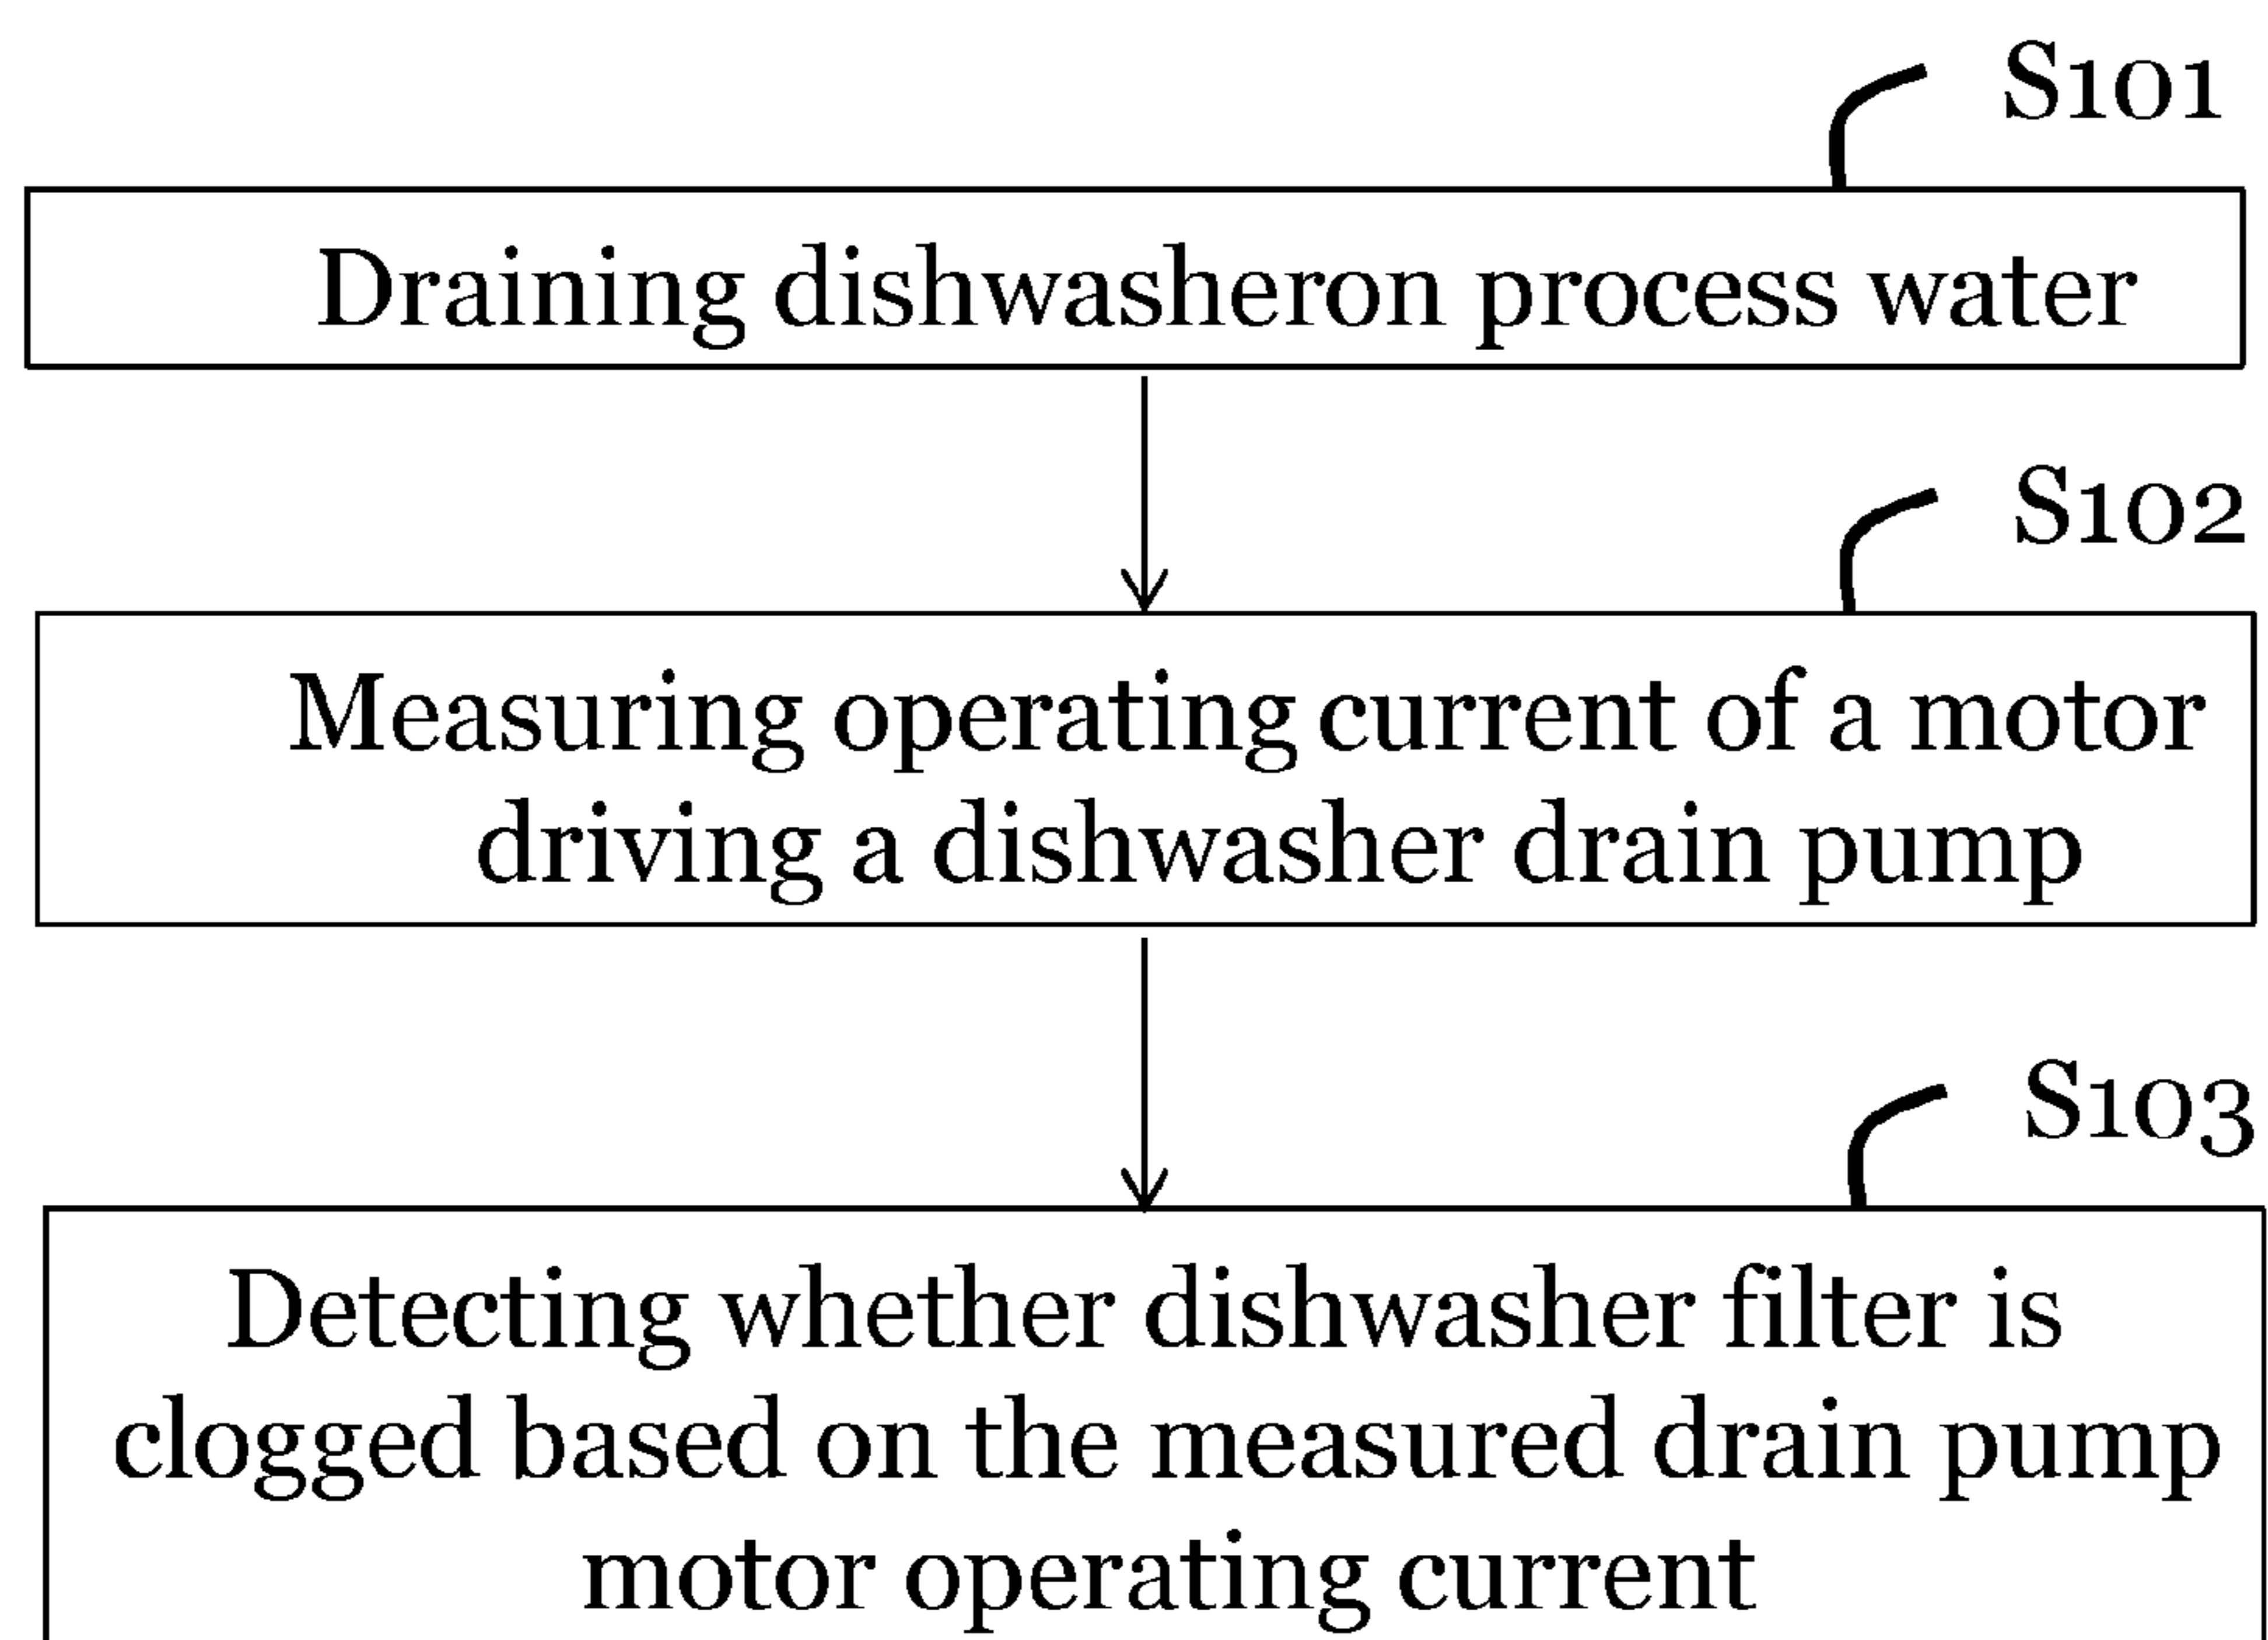 S101
Draining dishwasheron process water
S102
Measuring operating current of a motor
driving a dishwasher drain pump
S103
Detecting whether dishwasher filter is
clogged based on the measured drain pump
motor operating current